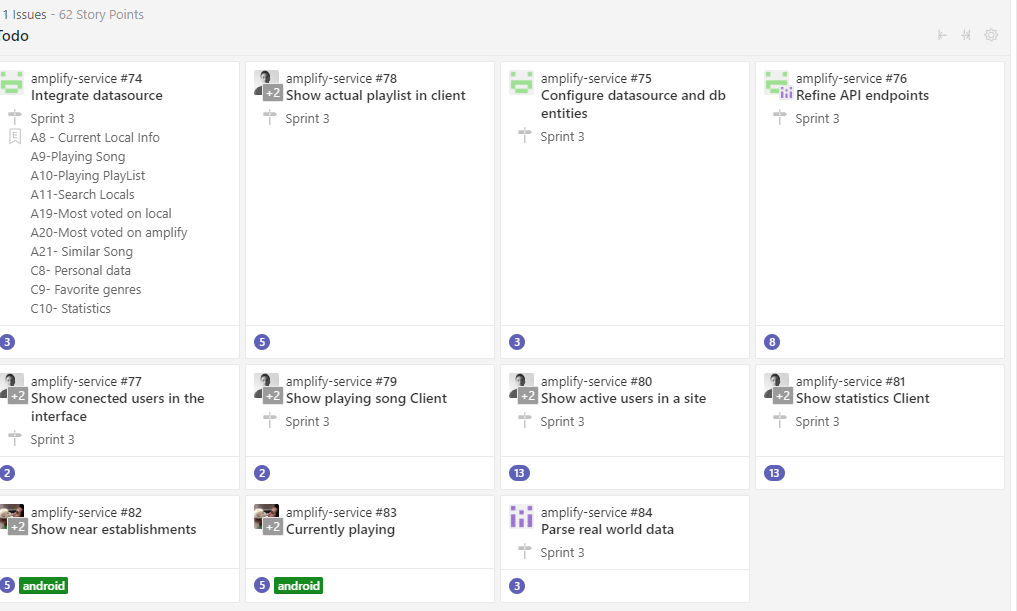 1 Issues - 62 Story Points
Todo
amplify-service #74
Integrate datasource
Sprint 3
E
A8 - Current Local Info
A9-Playing Song
A10-Playing PlayList
A11-Search Locals
A19-Most voted on local
A20-Most voted on amplify
A21- Similar Song
C8- Personal data
C9- Favorite genres
C10- Statistics
3
amplify-service #78
+2
Show actual playlist in client
Sprint 3
5
amplify-service #75
Configure datasource and db
entities
Sprint 3
3
amplify-service #76
Refine API endpoints
Sprint 3
8
amplify-service #77
+2
Show conected users in the
interface
Sprint 3
2
amplify-service #79
+2
Show playing song Client
Sprint 3
2
amplify-service #80
+2
Show active users in a site
Sprint 3
13
amplify-service #81
+2
Show statistics Client
Sprint 3
13
amplify-service #82
+2
Show near establishments
5 android
amplify-service #83
+2
Currently playing
5 android
amplify-service #84
Parse real world data
Sprint 3
3